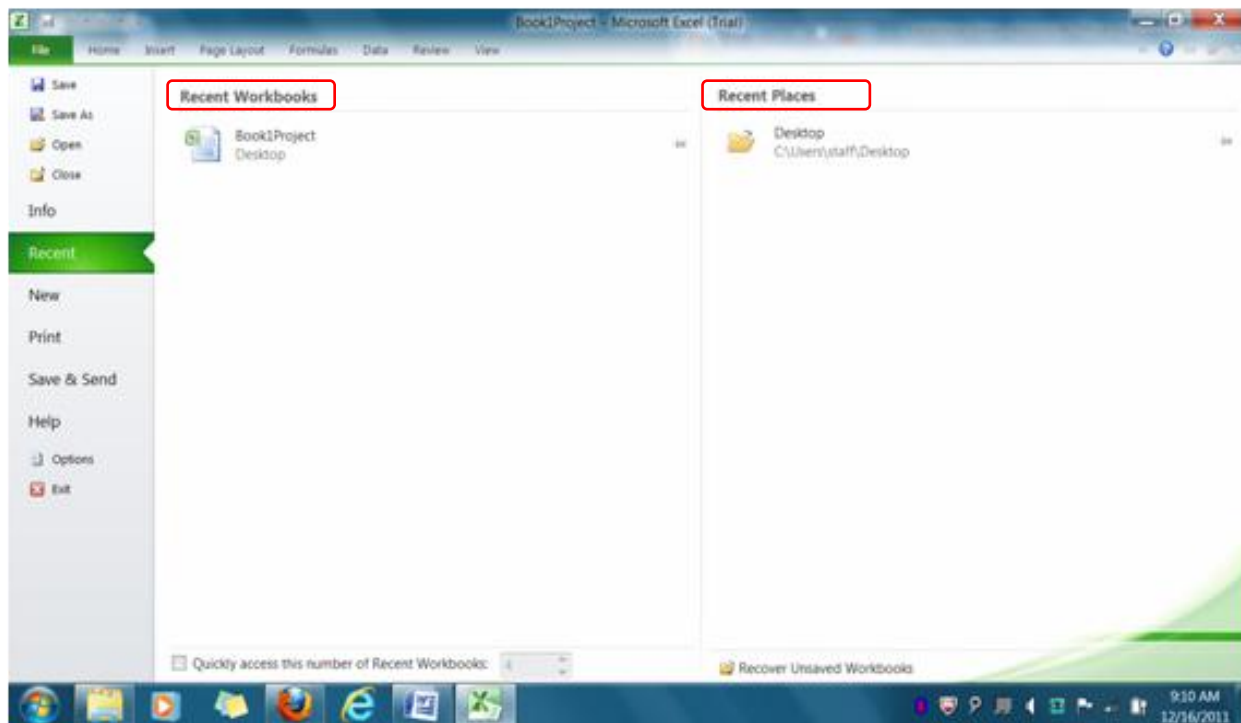 Book1Project - Microsoft Excel (Trial)
File Home Insert Page Layout Formulas Data Review View
Save
Save As
Open
Close
Info
Recent
New
Print
Save & Send
Help
Options
Exit
Recent Workbooks
Book1Project
Desktop
Quickly access this number of Recent Workbooks: 4
Recent Places
Desktop
C:\Users\staff\Desktop
Recover Unsaved Workbooks
9:10 AM
12/16/2011